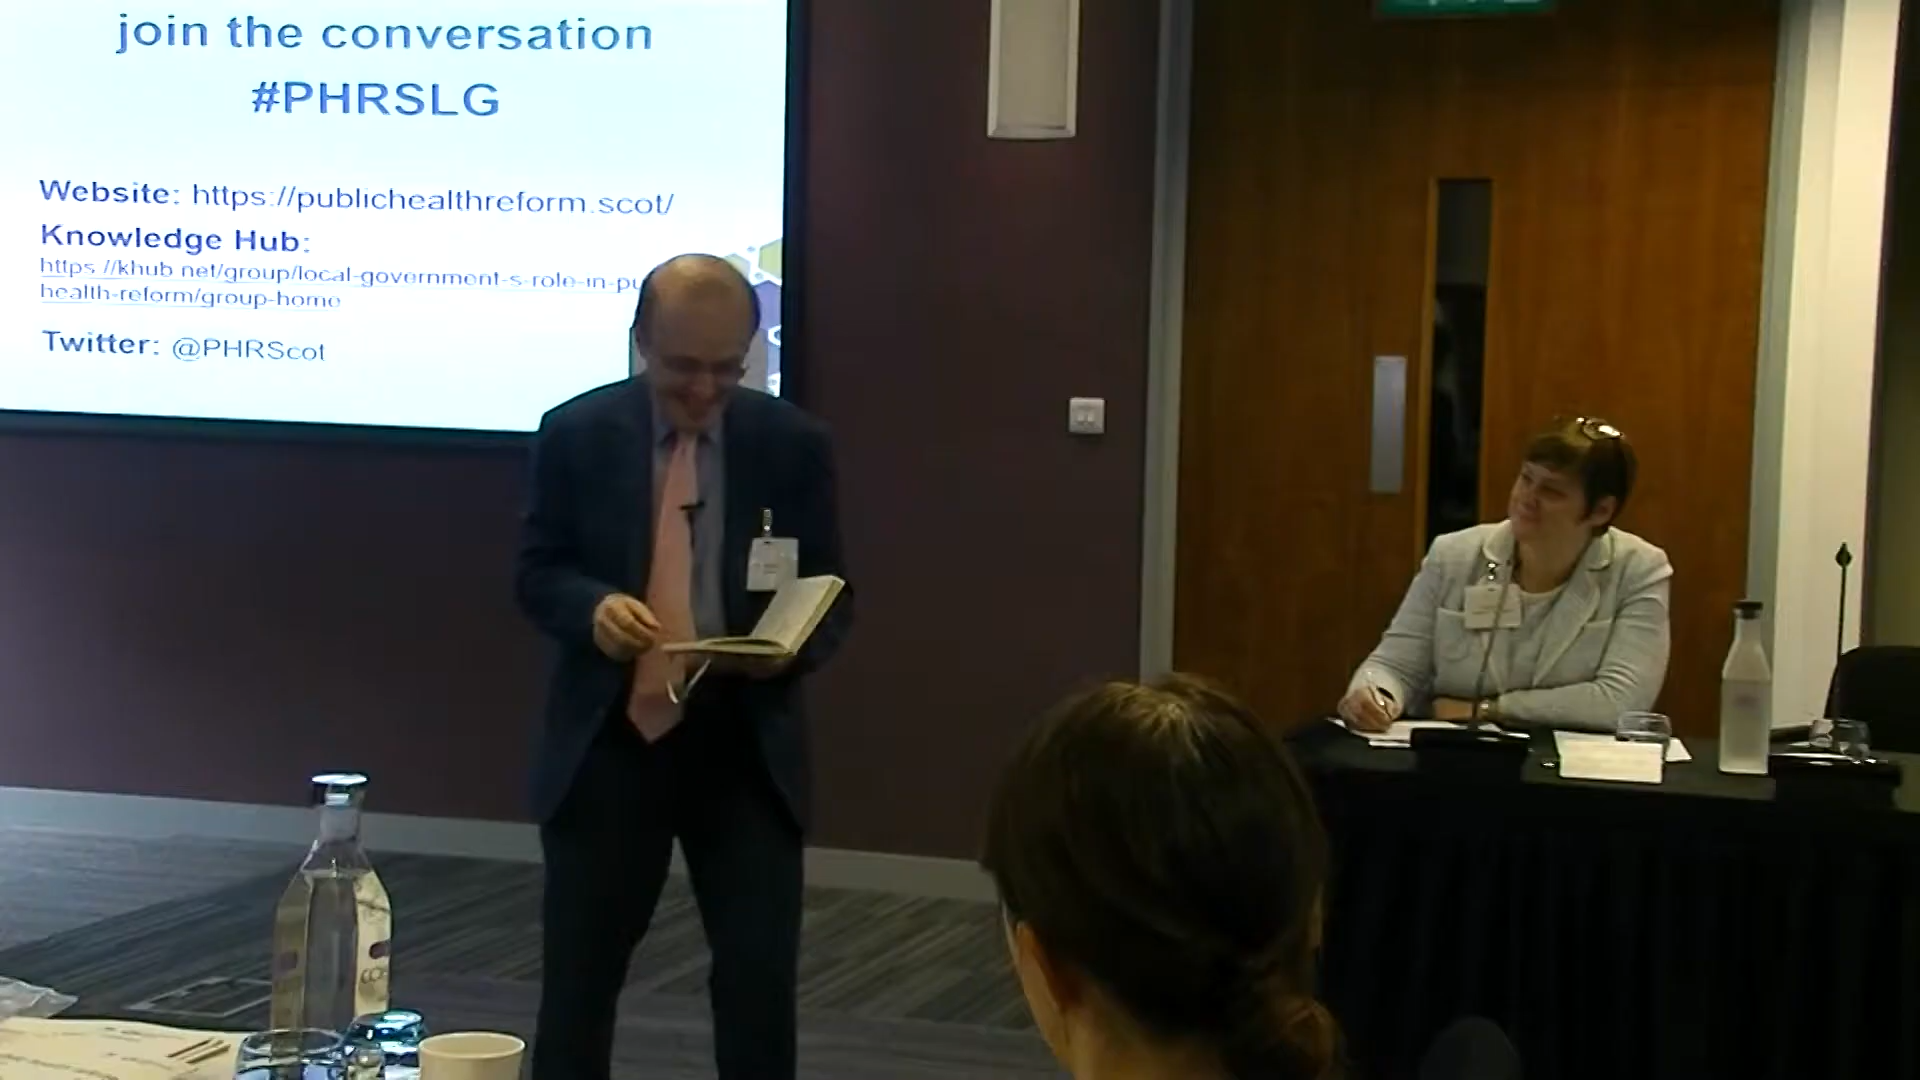 join the conversation
#PHRSLG
Website: https://publichealthreform.scot/
Knowledge Hub:
https://khub.net/group/local-government-s-role-in-pu
health-reform/group-home
Twitter: @PHRScot